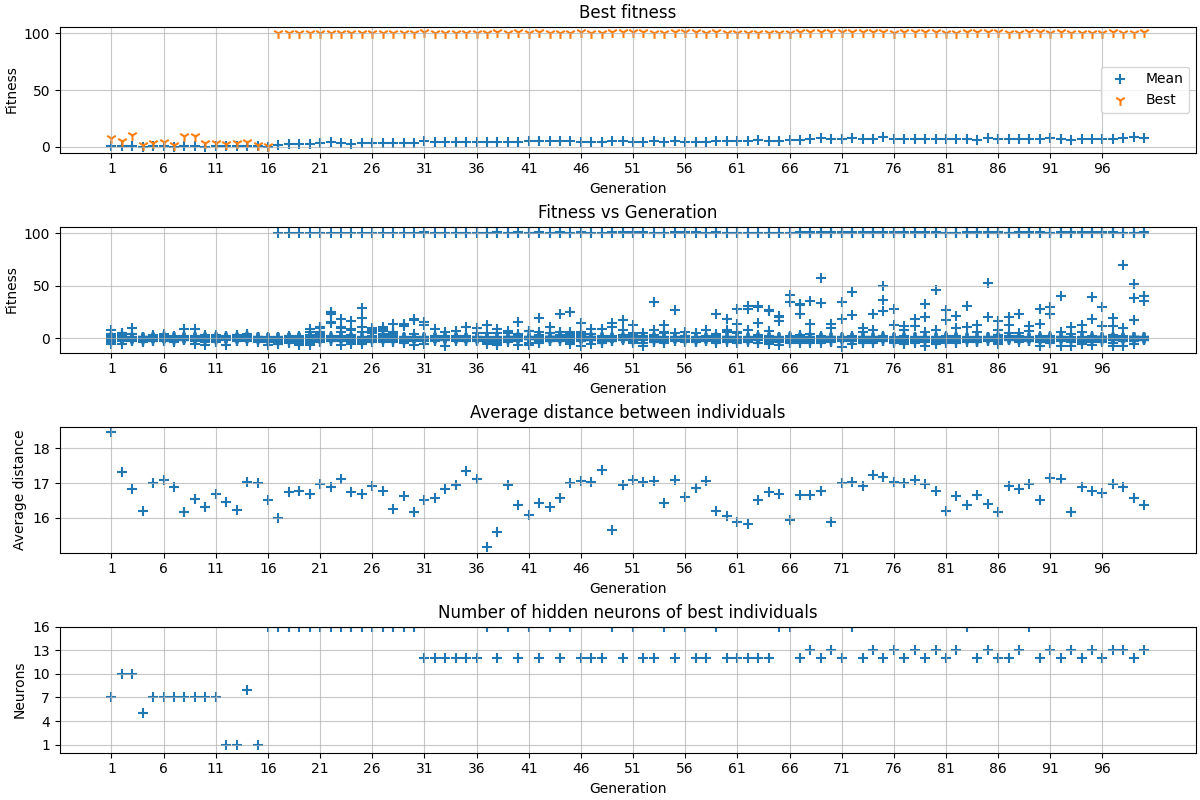 Best fitness
100
50
0
Fitness
Mean
Best
1 6 11 16 21 26 31 36 41 46 51 56 61 66 71 76 81 86 91 96
Generation
Fitness vs Generation
100
50
0
Fitness
1 6 11 16 21 26 31 36 41 46 51 56 61 66 71 76 81 86 91 96
Generation
Average distance between individuals
18
17
16
Average distance
1 6 11 16 21 26 31 36 41 46 51 56 61 66 71 76 81 86 91 96
Generation
Number of hidden neurons of best individuals
16
13
10
7
4
1
Neurons
1 6 11 16 21 26 31 36 41 46 51 56 61 66 71 76 81 86 91 96
Generation